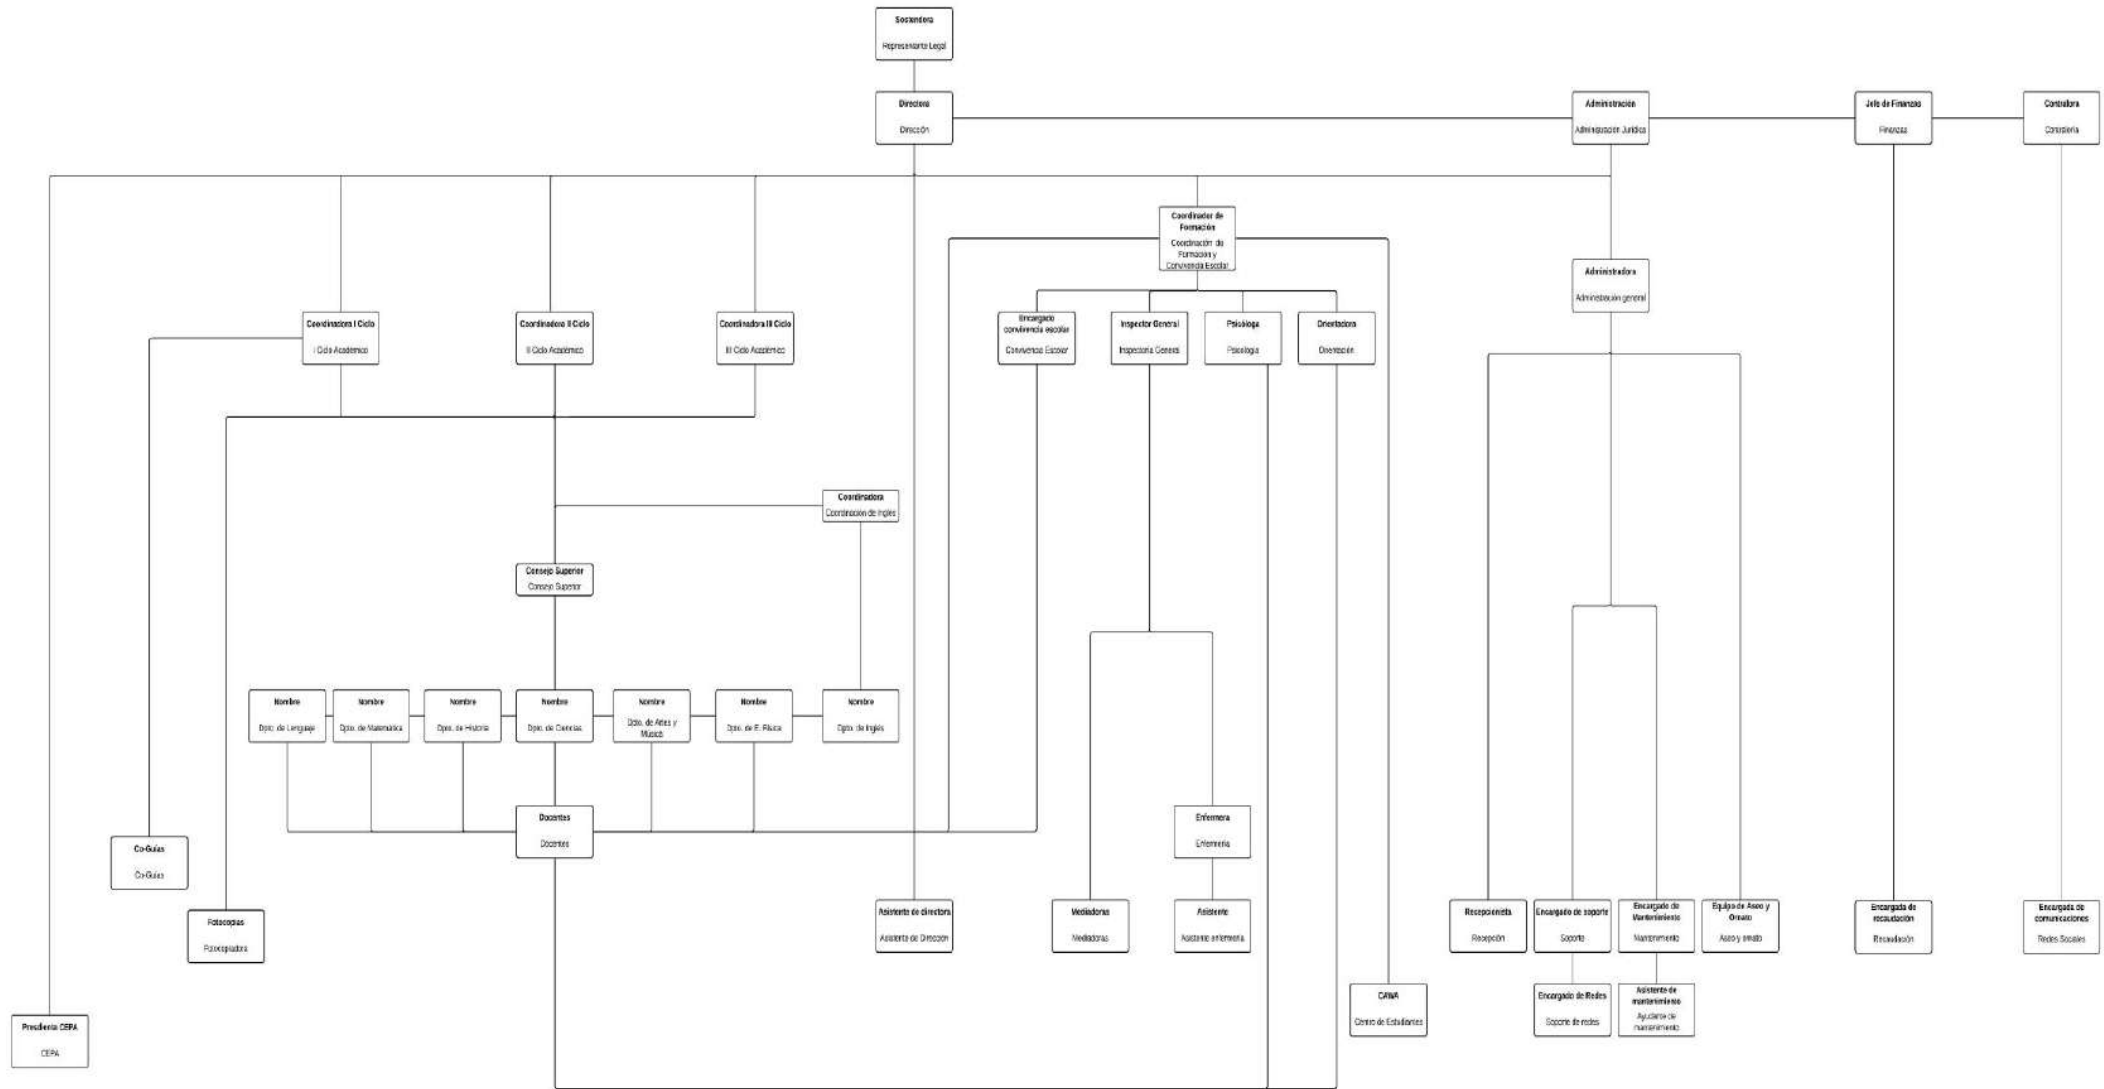 Sostendora
Representante Legal
Directora
Dirección
Administración
Administración Jurídica
Jefe de Finanzas
Finanzas
Contralora
Contraloría
Coordinador de
Formación
Coordinación de
Formación y
Convivencia Escolar
Administradora
Administración general
Coordinadora I Ciclo
I Ciclo Académico
Coordinadora II Ciclo
II Ciclo Académico
Coordinadora III Ciclo
III Ciclo Académico
Encargado
convivencia escolar
Convivencia Escolar
Inspector General
Inspectoría General
Psicóloga
Psicología
Orientadora
Orientación
Coordinadora
Coordinación de Inglés
Consejo Superior
Consejo Superior
Nombre
Dpto. de Lenguaje
Nombre
Dpto. de Matemática
Nombre
Dpto. de Historia
Nombre
Dpto. de Ciencias
Nombre
Dpto. de Artes y
Música
Nombre
Dpto. de E. Física
Nombre
Dpto. de Inglés
Docentes
Docentes
Enfermera
Enfermería
Co-Guías
Co-Guías
Fotocopias
Fotocopiadora
Asistente de directora
Asistente de Dirección
Mediadoras
Mediadoras
Asistente
Asistente enfermería
Recepcionista
Recepción
Encargado de soporte
Soporte
Encargado de
Mantenimiento
Mantenimiento
Equipo de Aseo y
Ornato
Aseo y ornato
Encargada de
recaudación
Recaudación
Encargada de
comunicaciones
Redes Sociales
CAWA
Centro de Estudiantes
Encargado de Redes
Soporte de redes
Asistente de
mantenimiento
Ayudante de
mantenimiento
Presdienta CEPA
CEPA